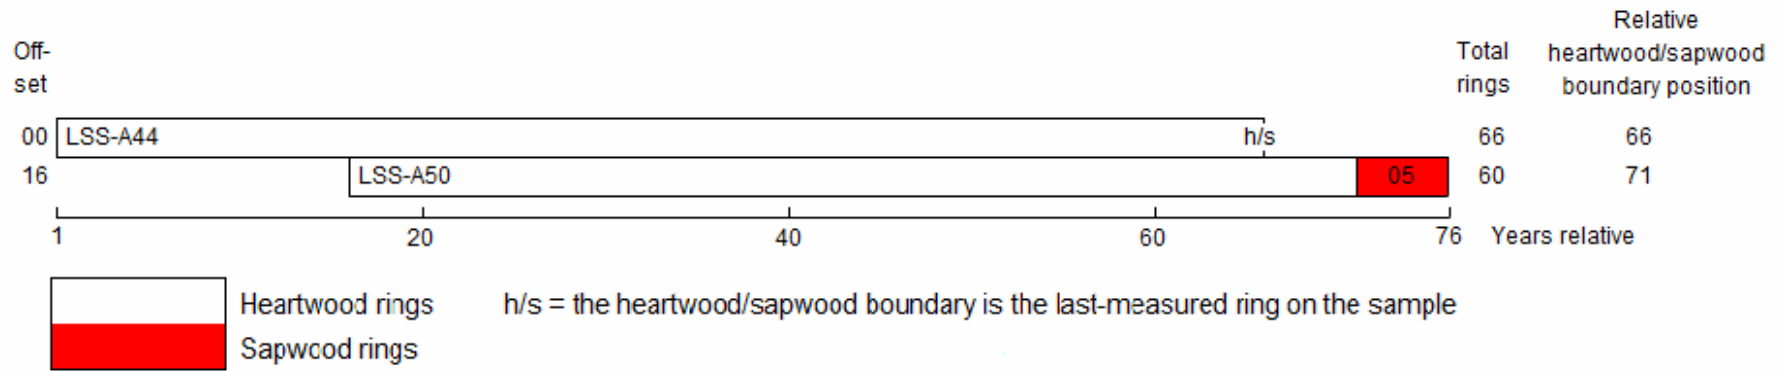 Off-
set
Total
rings
Relative
heartwood/sapwood
boundary position
00 LSS-A44 h/s 66 66
16 LSS-A50 05 60 71
1 20 40 60 76 Years relative
Heartwood rings h/s = the heartwood/sapwood boundary is the last-measured ring on the sample
Sapwood rings